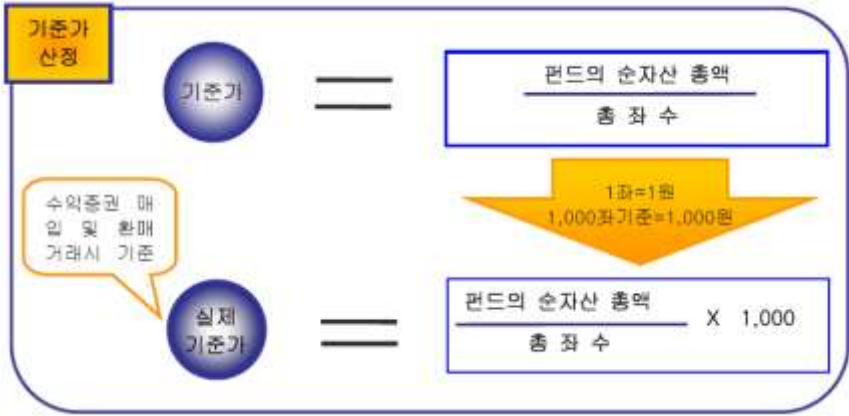 기준가
산정
기준가
펀드의 순자산 총액
총 좌 수
1좌=1원
1,000좌기준=1,000원
수익증권 매
입 및 환매
거래시 기준
실제
기준가
펀드의 순자산 총액
총 좌 수
X 1,000